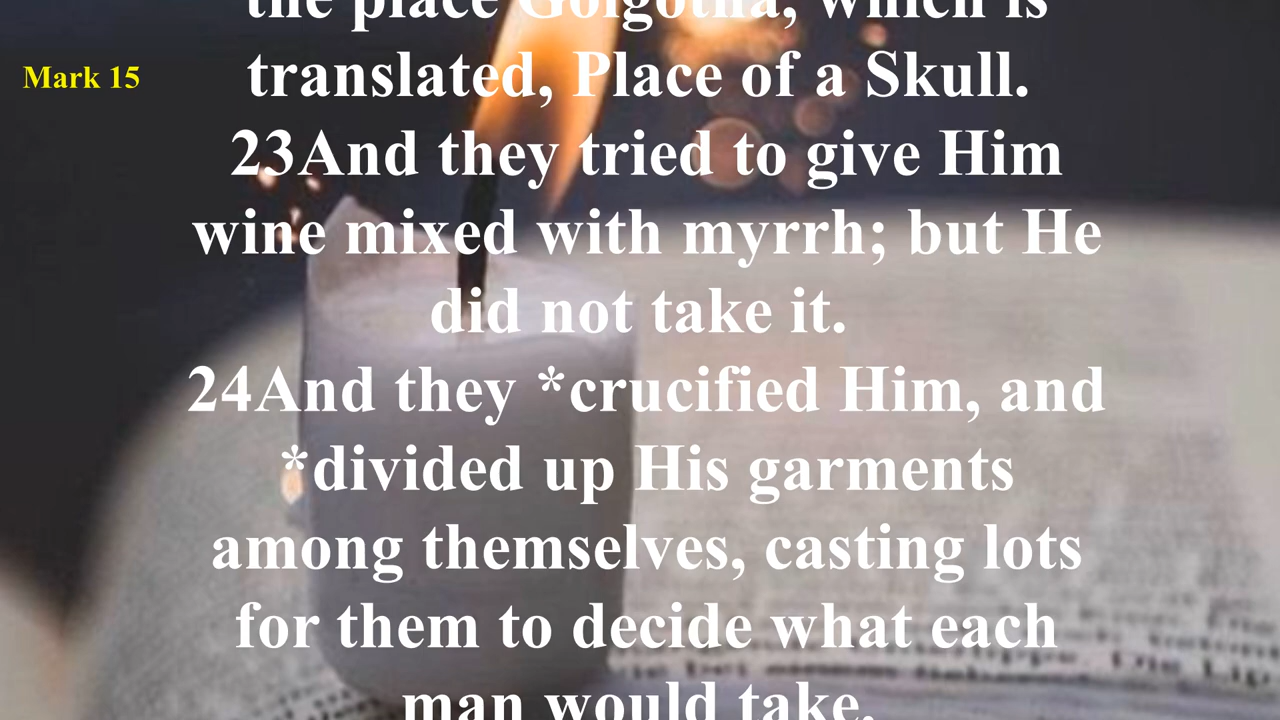 the place Golgotha, which is
Mark 15
translated, Place of a Skull.
23And they tried to give Him
wine mixed with myrrh; but He
did not take it.
24And they *crucified Him, and
*divided up His garments
among themselves, casting lots
for them to decide what each
man would take.